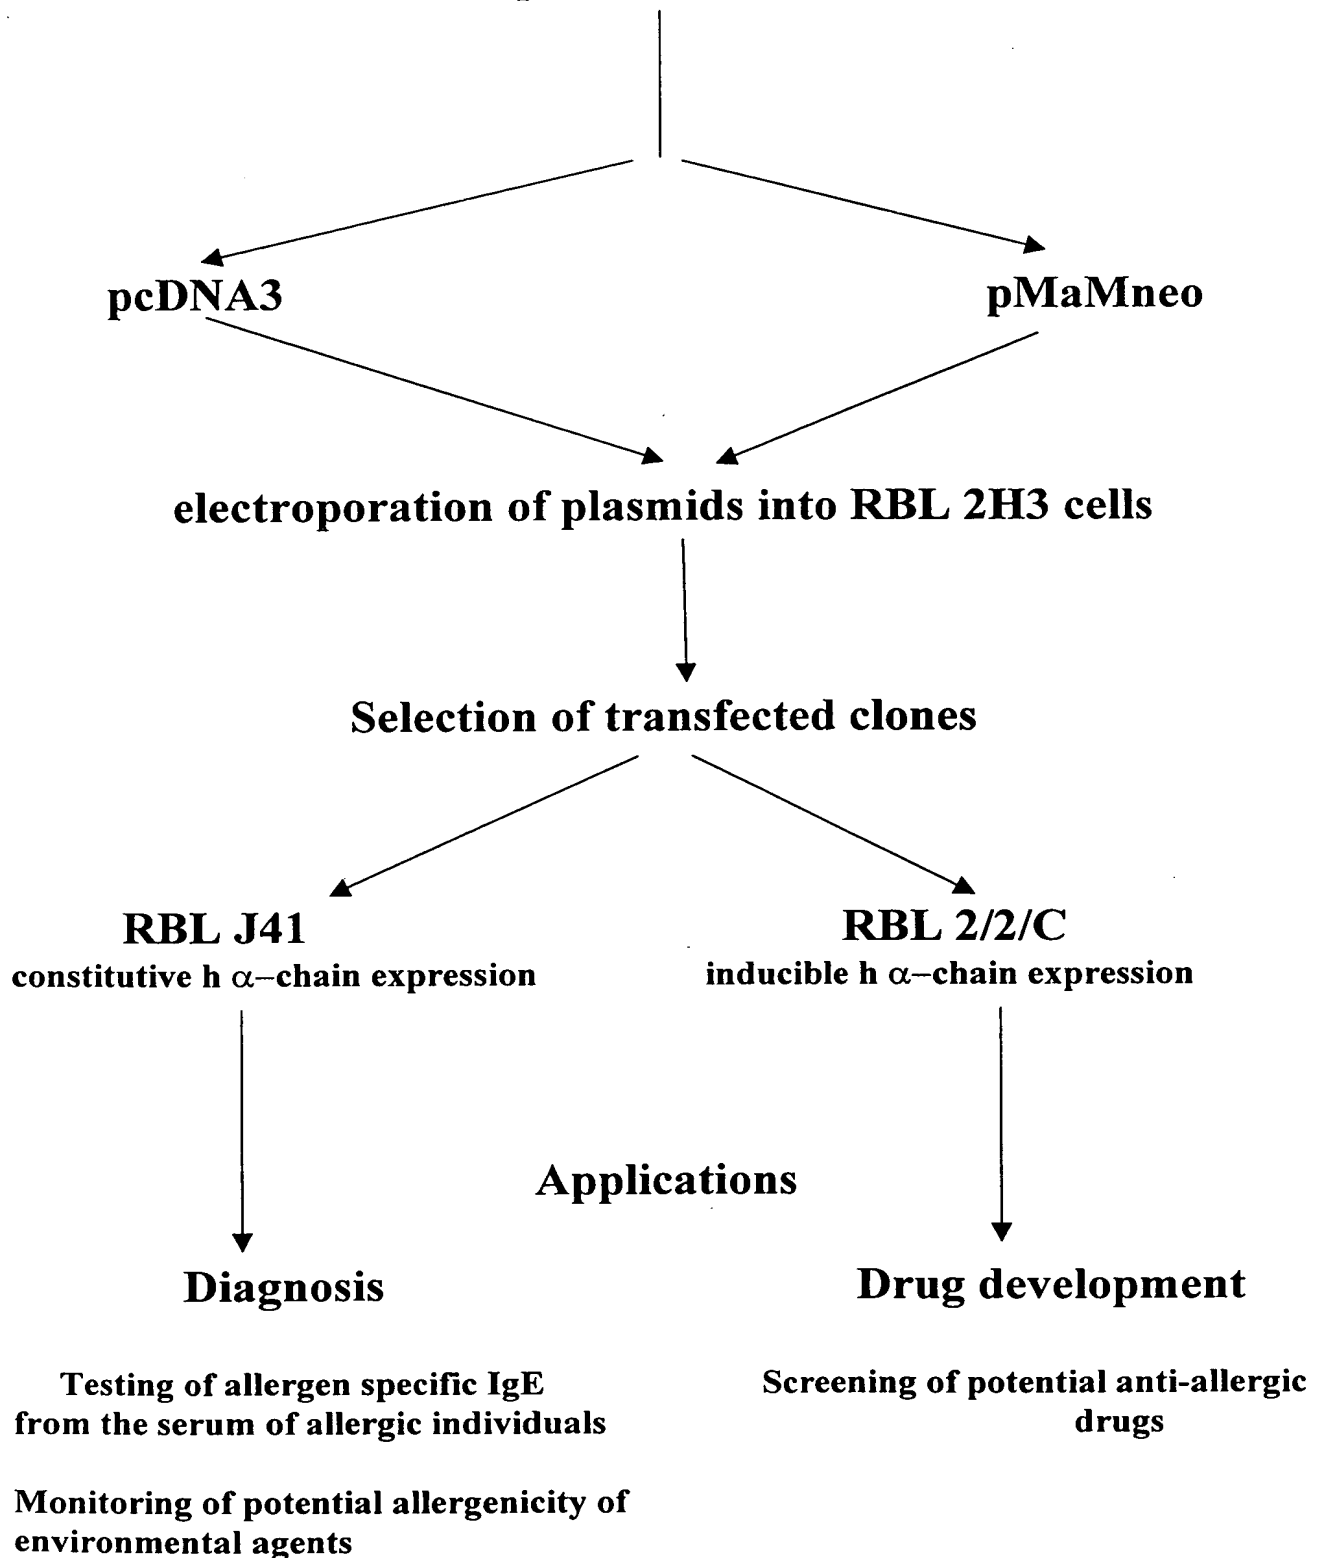 pcDNA3
pMaMneo
electroporation of plasmids into RBL 2H3 cells
Selection of transfected clones
RBL J41
constitutive h α–chain expression
RBL 2/2/C
inducible h α–chain expression
Applications
Diagnosis
Drug development
Testing of allergen specific IgE
from the serum of allergic individuals
Screening of potential anti-allergic
drugs
Monitoring of potential allergenicity of
environmental agents